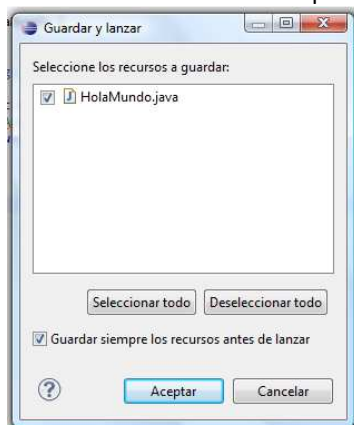 Guardar y lanzar
Seleccione los recursos a guardar:
HolaMundo.java
Seleccionar todo
Deseleccionar todo
Guardar siempre los recursos antes de lanzar
Aceptar
Cancelar